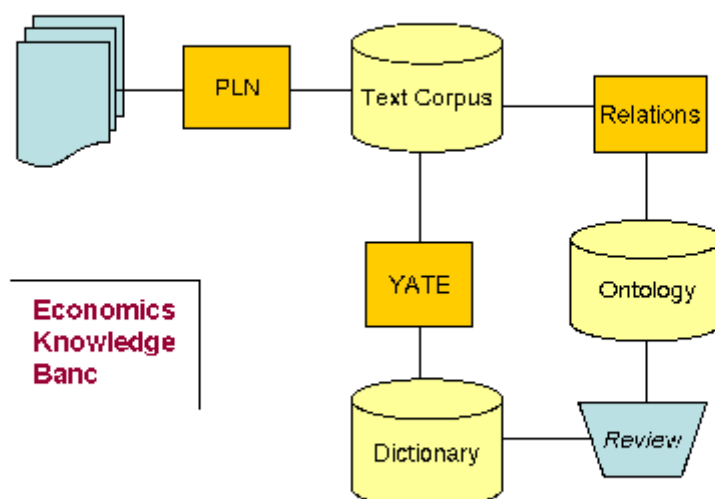 PLN
Text Corpus
Relations
YATE
Ontology
Economics
Knowledge
Banc
Dictionary
Review